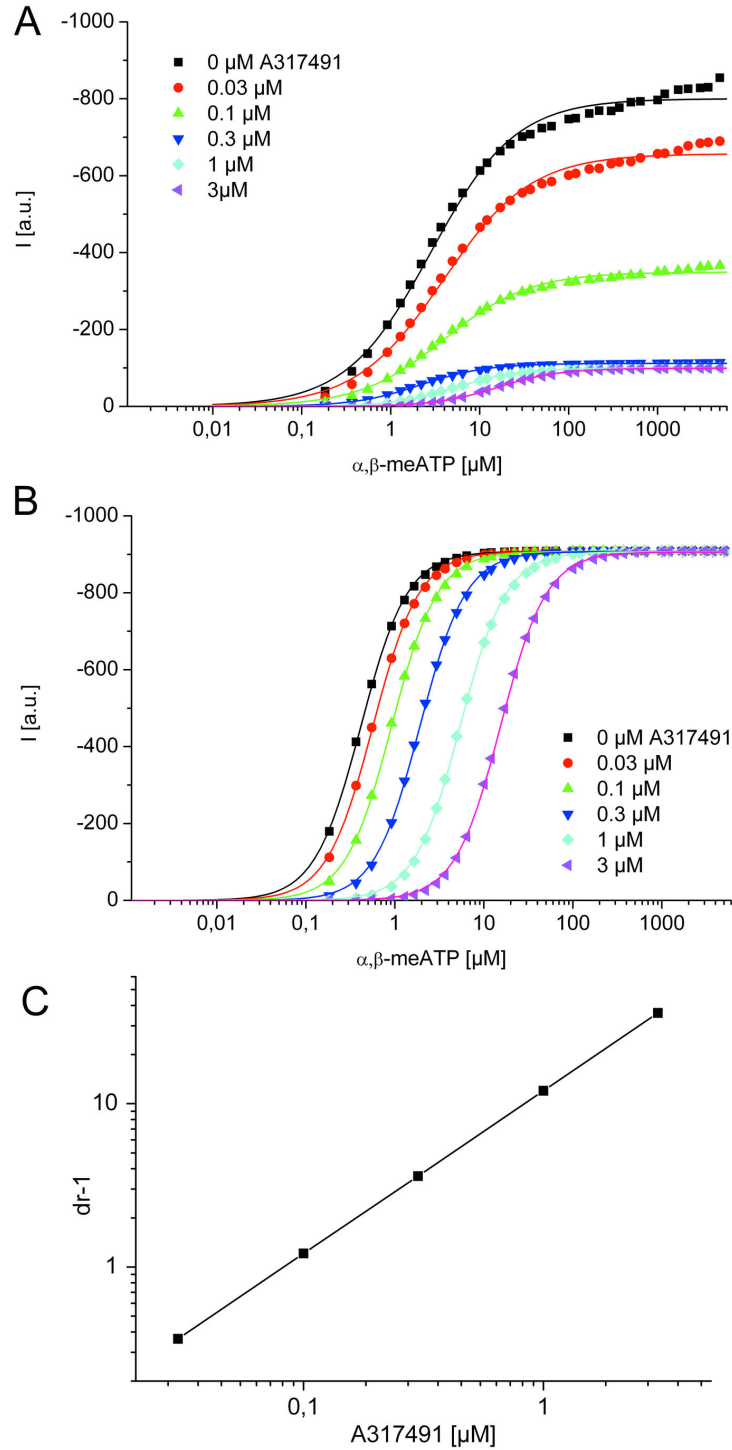 A
-1000
-800
-600
-400
-200
0
I [a.u.]
0 µM A317491
0.03 µM
0.1 µM
0.3 µM
1 µM
3µM
0,01
0,1
1
10
100
1000
α,β-meATP [µM]
B
-1000
-800
-600
-400
-200
0
I [a.u.]
0 µM A317491
0.03 µM
0.1 µM
0.3 µM
1 µM
3 µM
0,01
0,1
1
10
100
1000
α,β-meATP [µM]
C
10
1
dr-1
0,1
1
A317491 [µM]